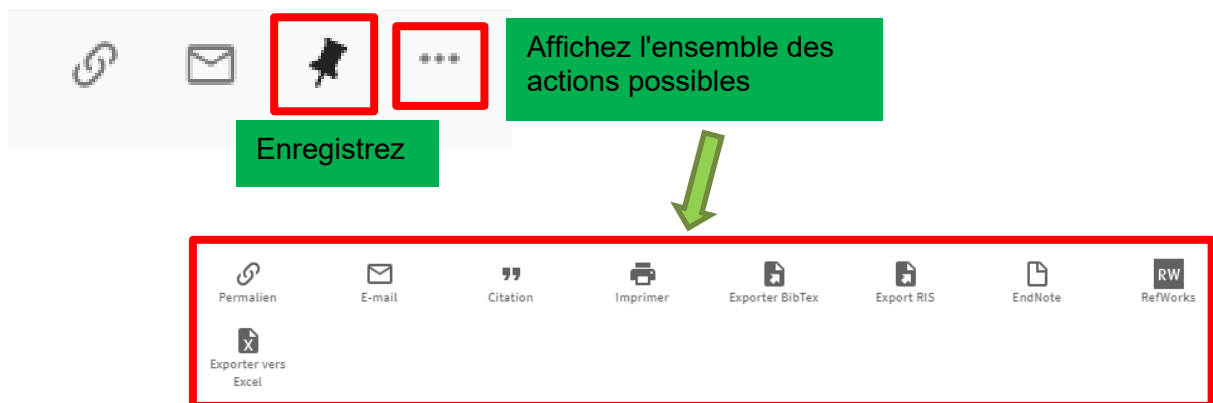 Affichez l'ensemble des
actions possibles
Enregistrez
Permalien
E-mail
Citation
Imprimer
Exporter BibTex
Export RIS
EndNote
RW
RefWorks
X
Exporter vers
Excel